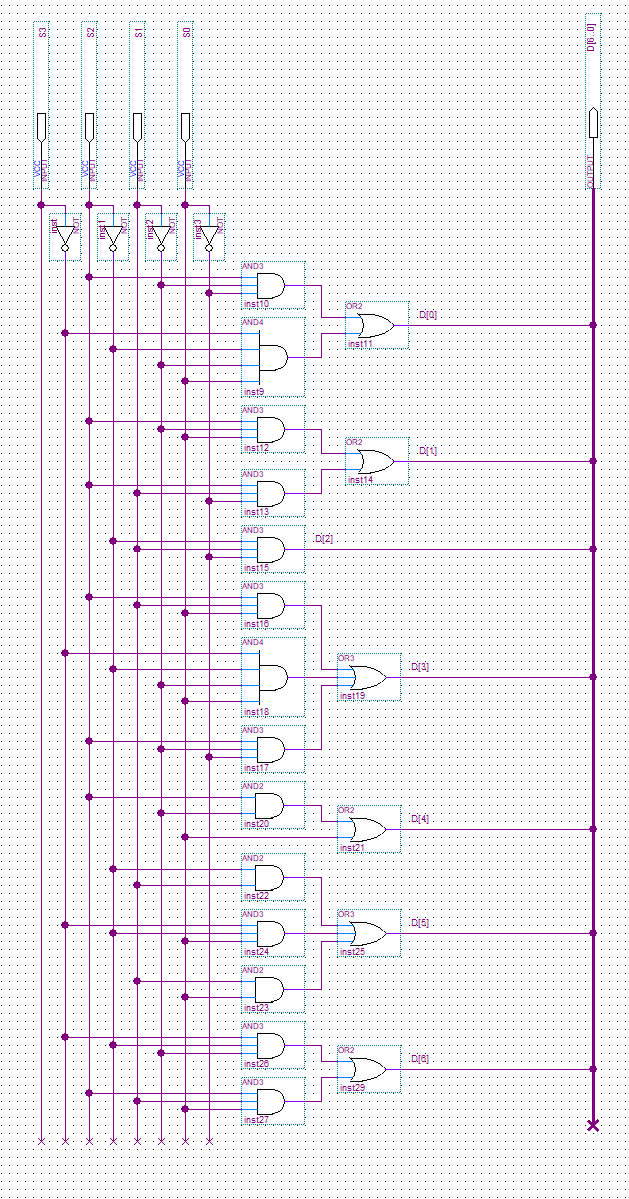 S3
S2
S1
S0
D[6..0]
VCC
INPUT
VCC
INPUT
VCC
INPUT
VCC
INPUT
OUTPUT
inst
NOT
inst1
NOT
inst2
NOT
inst3
NOT
AND3
inst10
OR2
D[0]
inst11
AND4
inst9
AND3
inst12
OR2
D[1]
inst14
AND3
inst13
AND3
D[2]
inst15
AND3
inst16
AND4
inst18
OR3
D[3]
inst19
AND3
inst17
AND2
inst20
OR2
D[4]
inst21
AND2
inst22
AND3
inst24
OR3
D[5]
inst25
AND2
inst23
AND3
inst26
OR2
D[6]
inst29
AND3
inst27